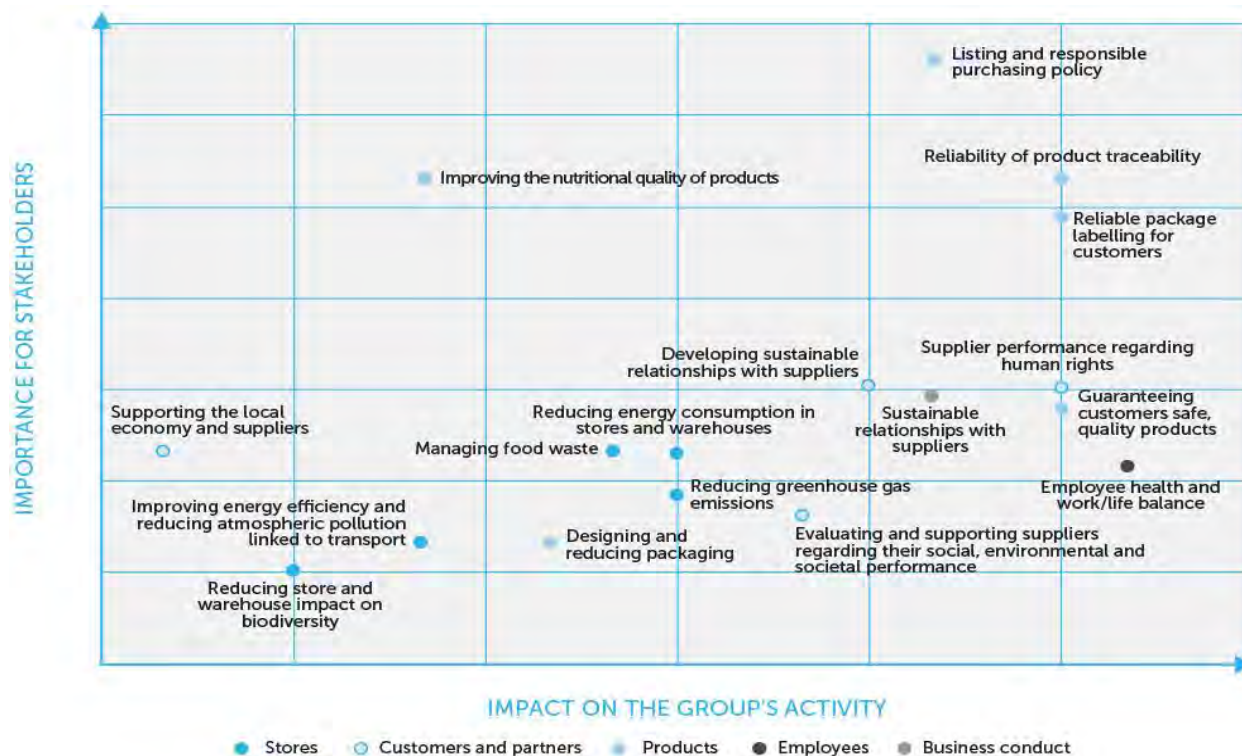 Listing and responsible
purchasing policy
Reliability of product traceability
Improving the nutritional quality of products
Reliable package
labelling for
customers
IMPORTANCE FOR STAKEHOLDERS
Developing sustainable
relationships with suppliers
Supplier performance regarding
human rights
Supporting the local
economy and suppliers
Reducing energy consumption in
stores and warehouses
Sustainable
relationships with
suppliers
Guaranteeing
customers safe,
quality products
Managing food waste
Improving energy efficiency and
reducing atmospheric pollution
linked to transport
Reducing greenhouse gas
emissions
Employee health and
work/life balance
Designing and
reducing packaging
Evaluating and supporting suppliers
regarding their social, environmental and
societal performance
Reducing store and
warehouse impact on
biodiversity
IMPACT ON THE GROUP'S ACTIVITY
Stores
Customers and partners
Products
Employees
Business conduct